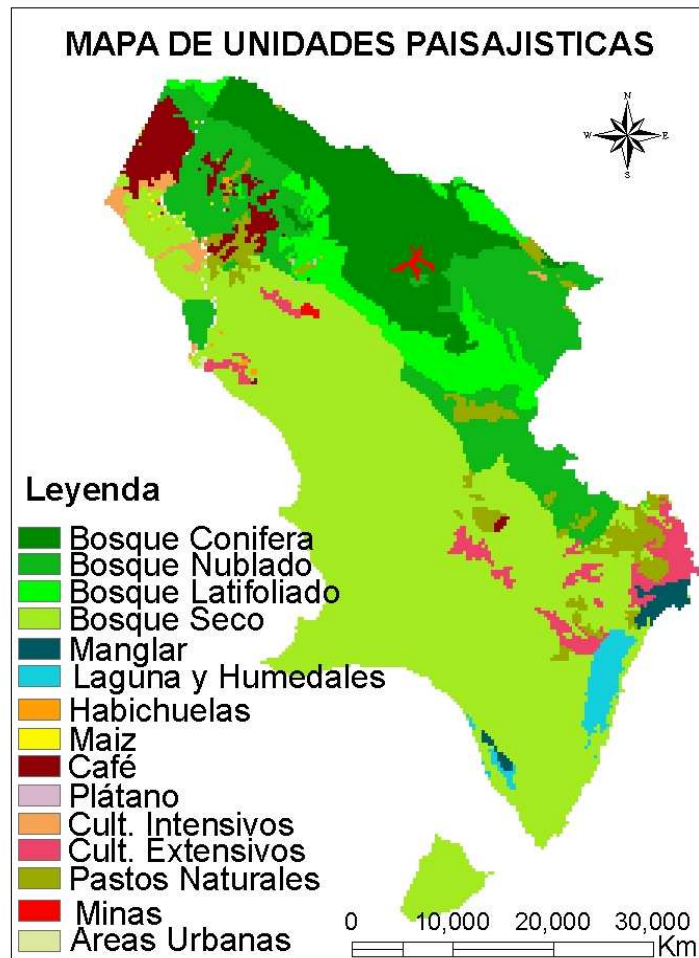 MAPA DE UNIDADES PAISAJISTICAS
N
W E
S
Leyenda
Bosque Conifera
Bosque Nublado
Bosque Latifoliado
Bosque Seco
Manglar
Laguna y Humedales
Habichuelas
Maiz
Café
Plátano
Cult. Intensivos
Cult. Extensivos
Pastos Naturales
Minas
Areas Urbanas
0 10,000 20,000 30,000
Km